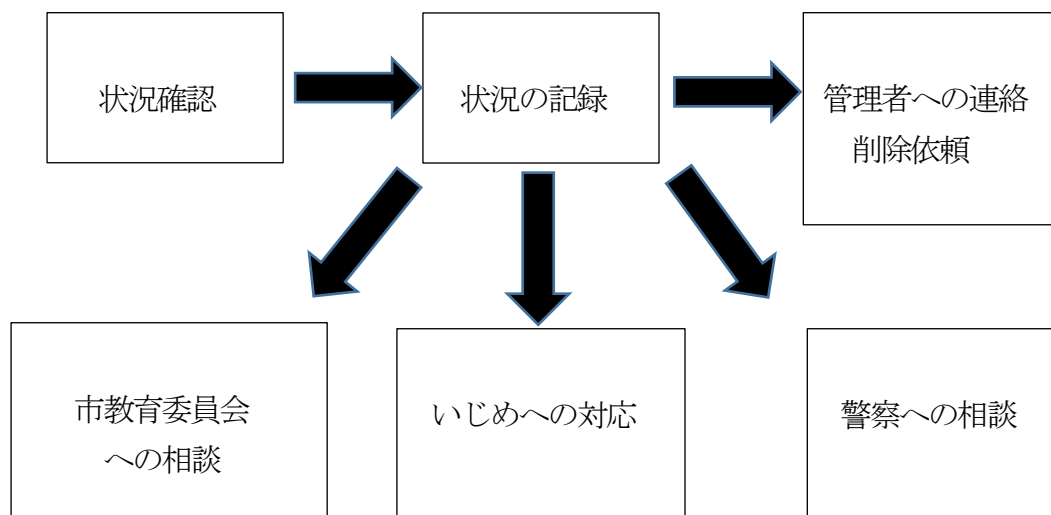 状況確認
状況の記録
管理者への連絡
削除依頼
市教育委員会
への相談
いじめへの対応
警察への相談